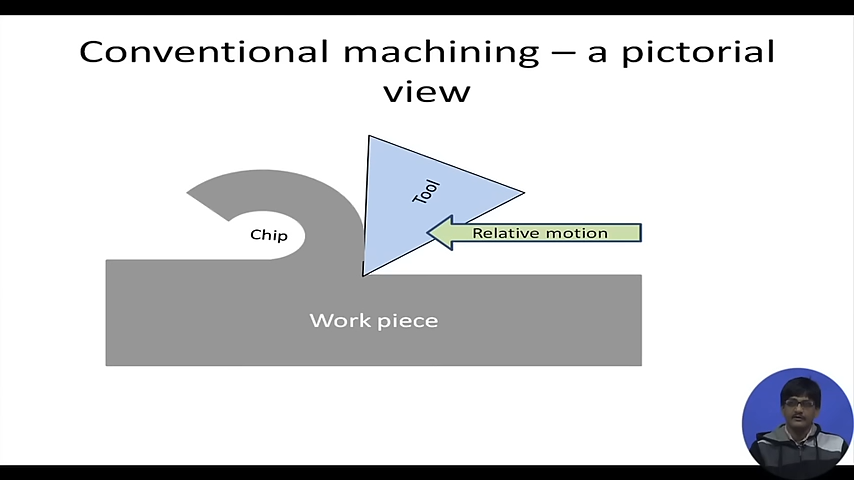 Conventional machining – a pictorial
view
Tool
Relative motion
Chip
Work piece